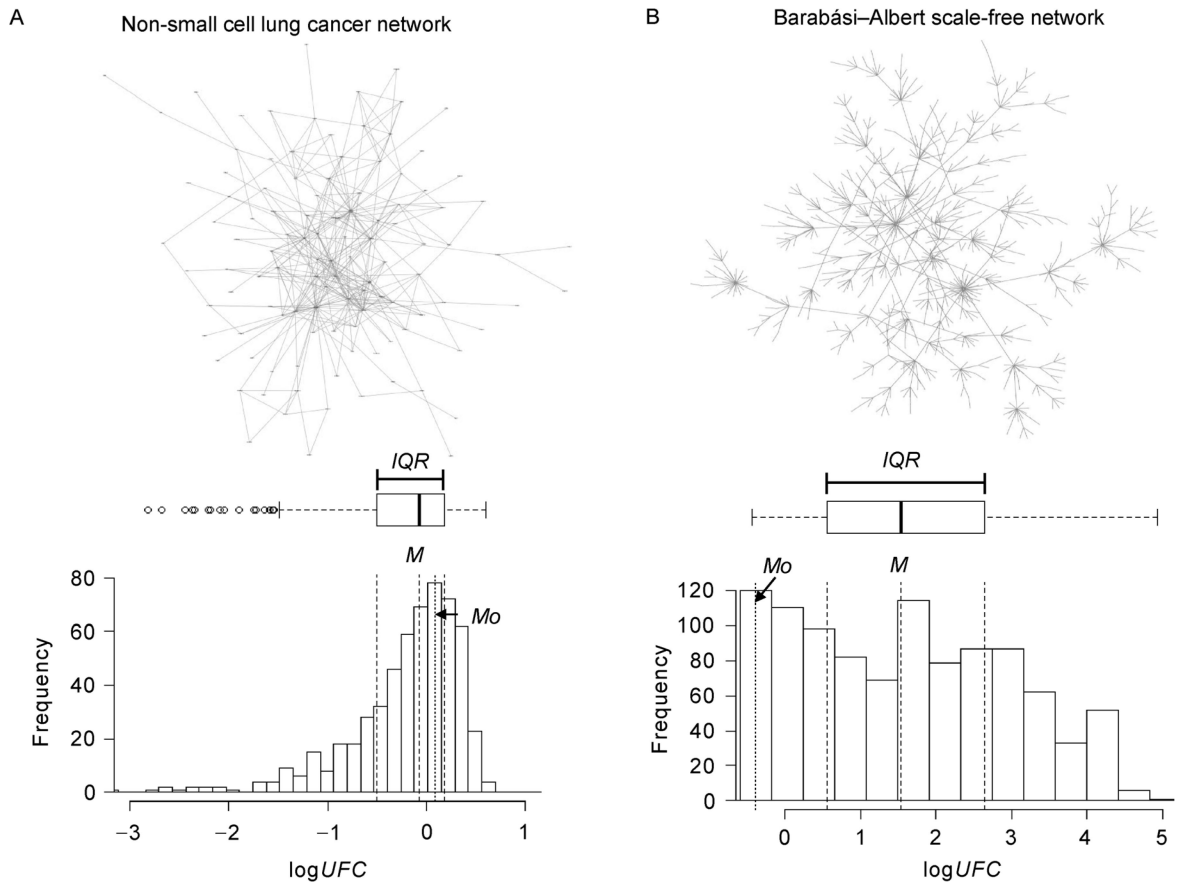 A
Non-small cell lung cancer network
B
Barabási–Albert scale-free network
IQR
M
Mo
Frequency
80
60
40
20
0
−3
−2
−1
0
1
logUFC
IQR
Mo
M
Frequency
120
100
80
60
40
20
0
0
1
2
3
4
5
logUFC